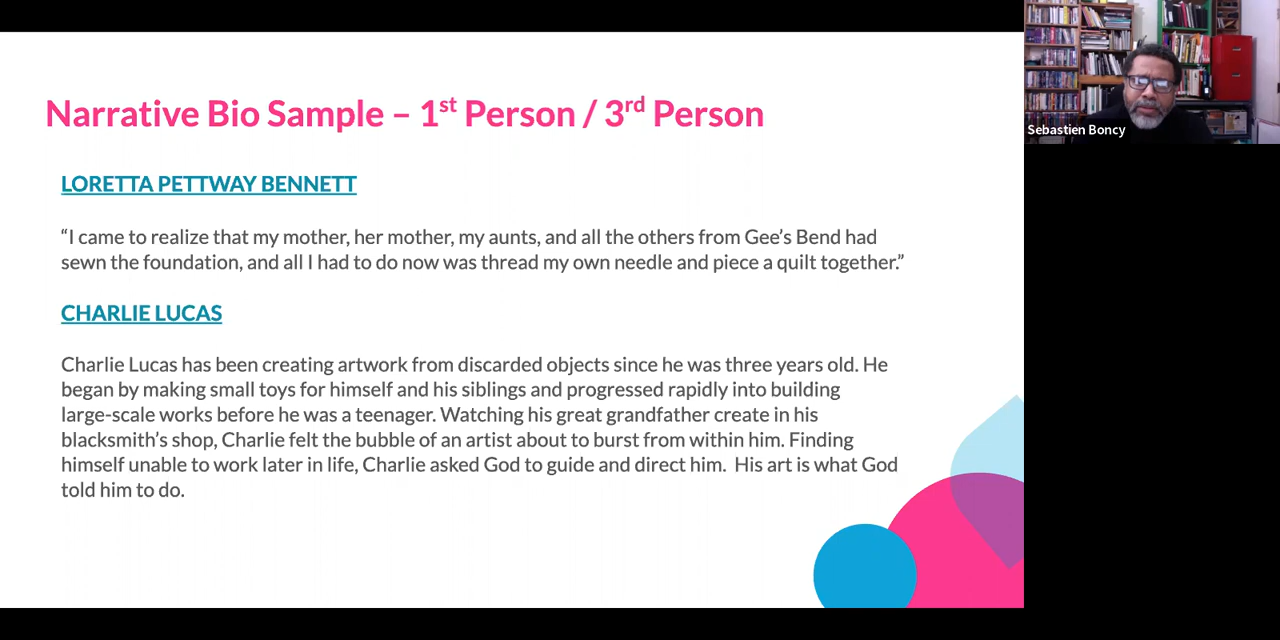 Narrative Bio Sample – 1st Person / 3rd Person
Sebastien Boncy
LORETTA PETTWAY BENNETT
“I came to realize that my mother, her mother, my aunts, and all the others from Gee’s Bend had
sewn the foundation, and all I had to do now was thread my own needle and piece a quilt together.”
CHARLIE LUCAS
Charlie Lucas has been creating artwork from discarded objects since he was three years old. He
began by making small toys for himself and his siblings and progressed rapidly into building
large-scale works before he was a teenager. Watching his great grandfather create in his
blacksmith’s shop, Charlie felt the bubble of an artist about to burst from within him. Finding
himself unable to work later in life, Charlie asked God to guide and direct him.  His art is what God
told him to do.